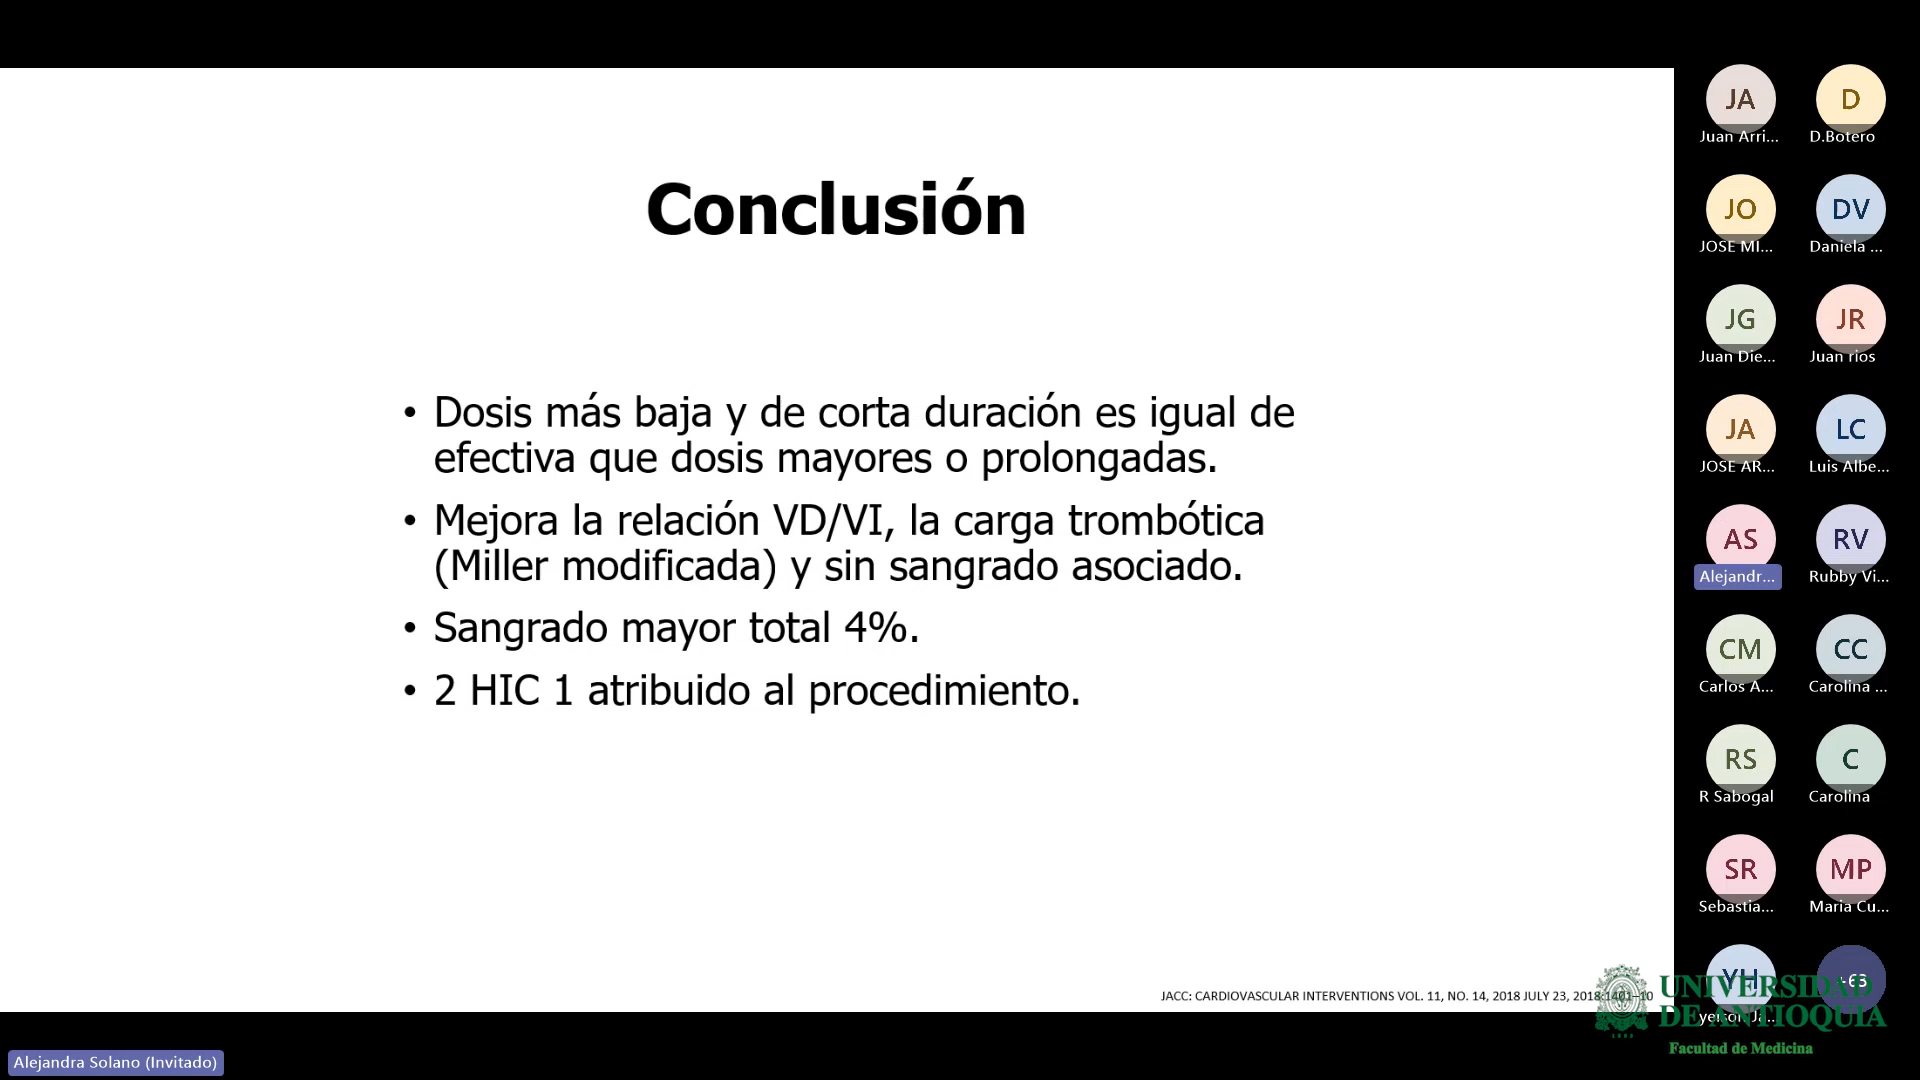 Conclusión
• Dosis más baja y de corta duración es igual de
efectiva que dosis mayores o prolongadas.
• Mejora la relación VD/VI, la carga trombótica
(Miller modificada) y sin sangrado asociado.
• Sangrado mayor total 4%.
• 2 HIC 1 atribuido al procedimiento.
JACC: CARDIOVASCULAR INTERVENTIONS VOL. 11, NO. 14, 2018 JULY 23, 2018:1401–10
JA
Juan Arri...
D
D.Botero
JO
JOSE MI...
DV
Daniela ...
JG
Juan Die...
JR
Juan rios
JA
JOSE AR...
LC
Luis Albe...
AS
Alejandr...
RV
Rubby Vi...
CM
Carlos A...
CC
Carolina ...
RS
R Sabogal
C
Carolina
SR
Sebastia...
MP
Maria Cu...
YH
+63
UNIVERSIDAD
DE ANTIOQUIA
Facultad de Medicina
Alejandra Solano (Invitado)